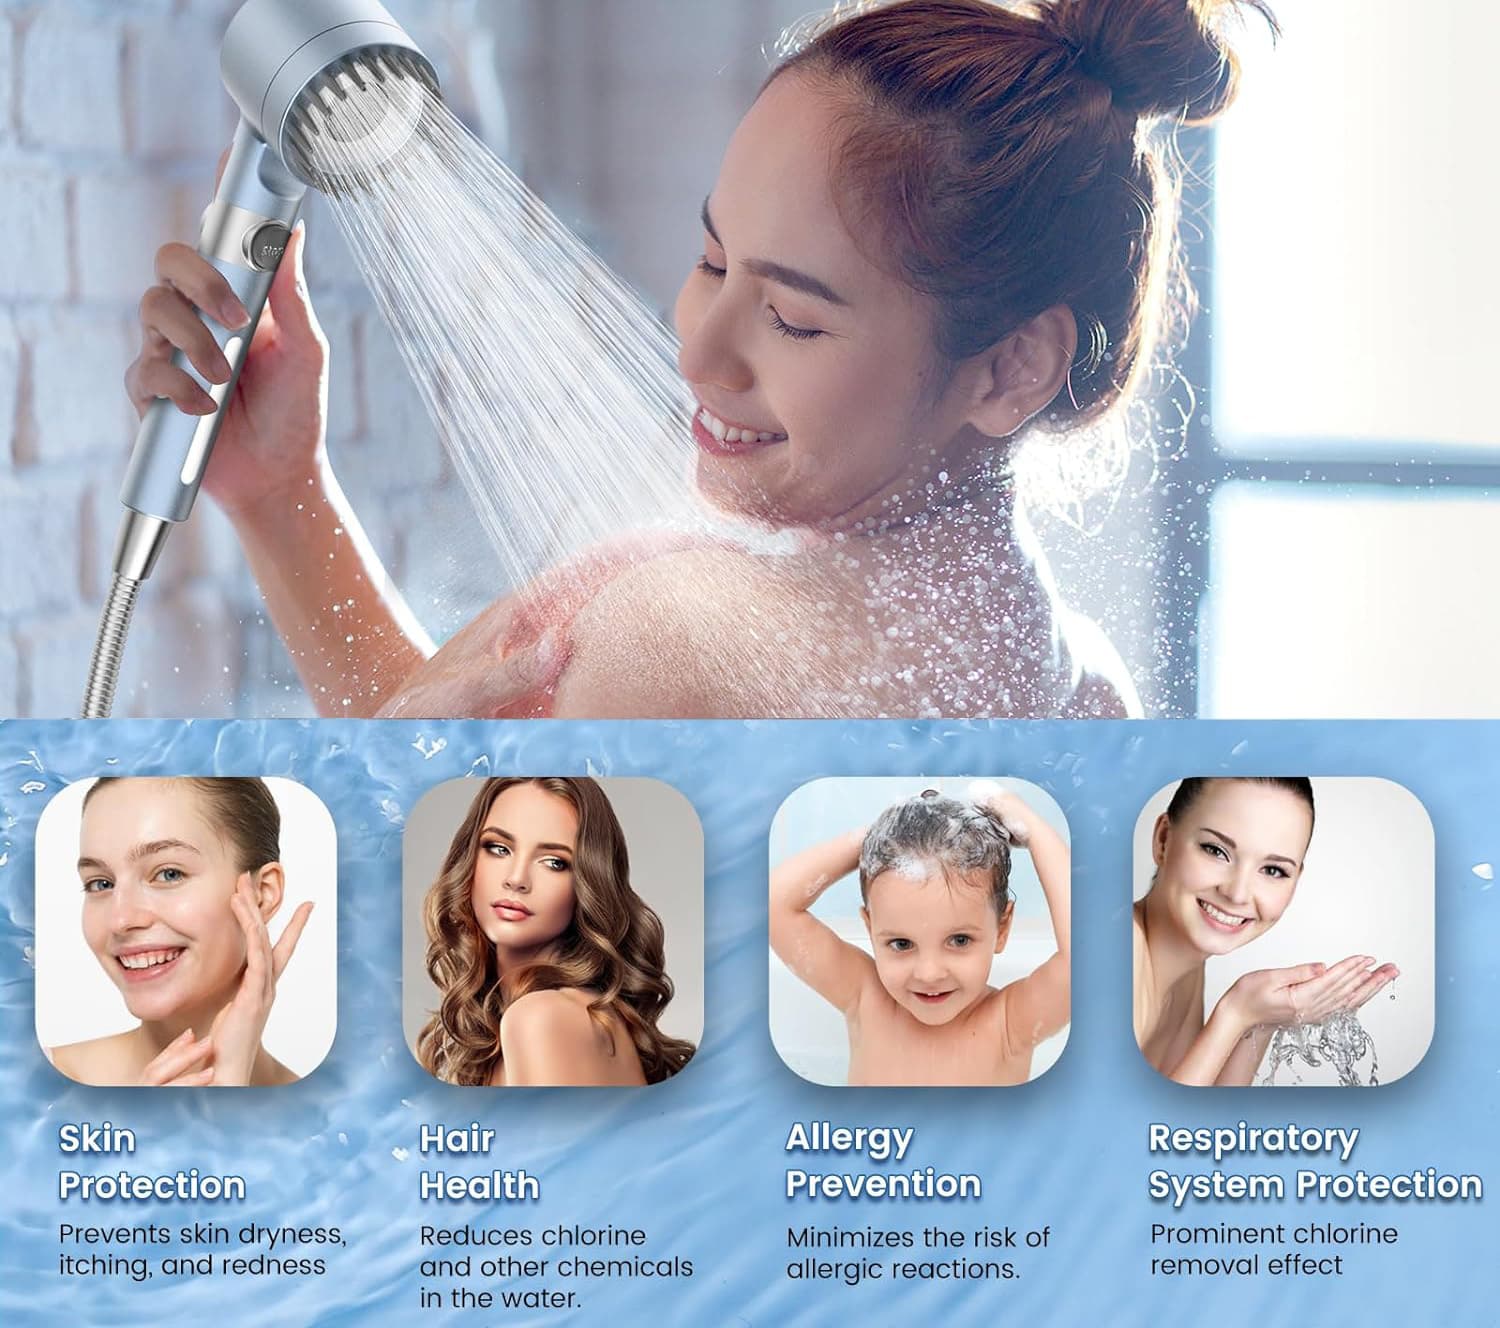 Stop
Skin
Protection
Prevents skin dryness,
itching, and redness
Hair
Health
Reduces chlorine
and other chemicals
in the water.
Allergy
Prevention
Minimizes the risk of
allergic reactions.
Respiratory
System Protection
Prominent chlorine
removal effect